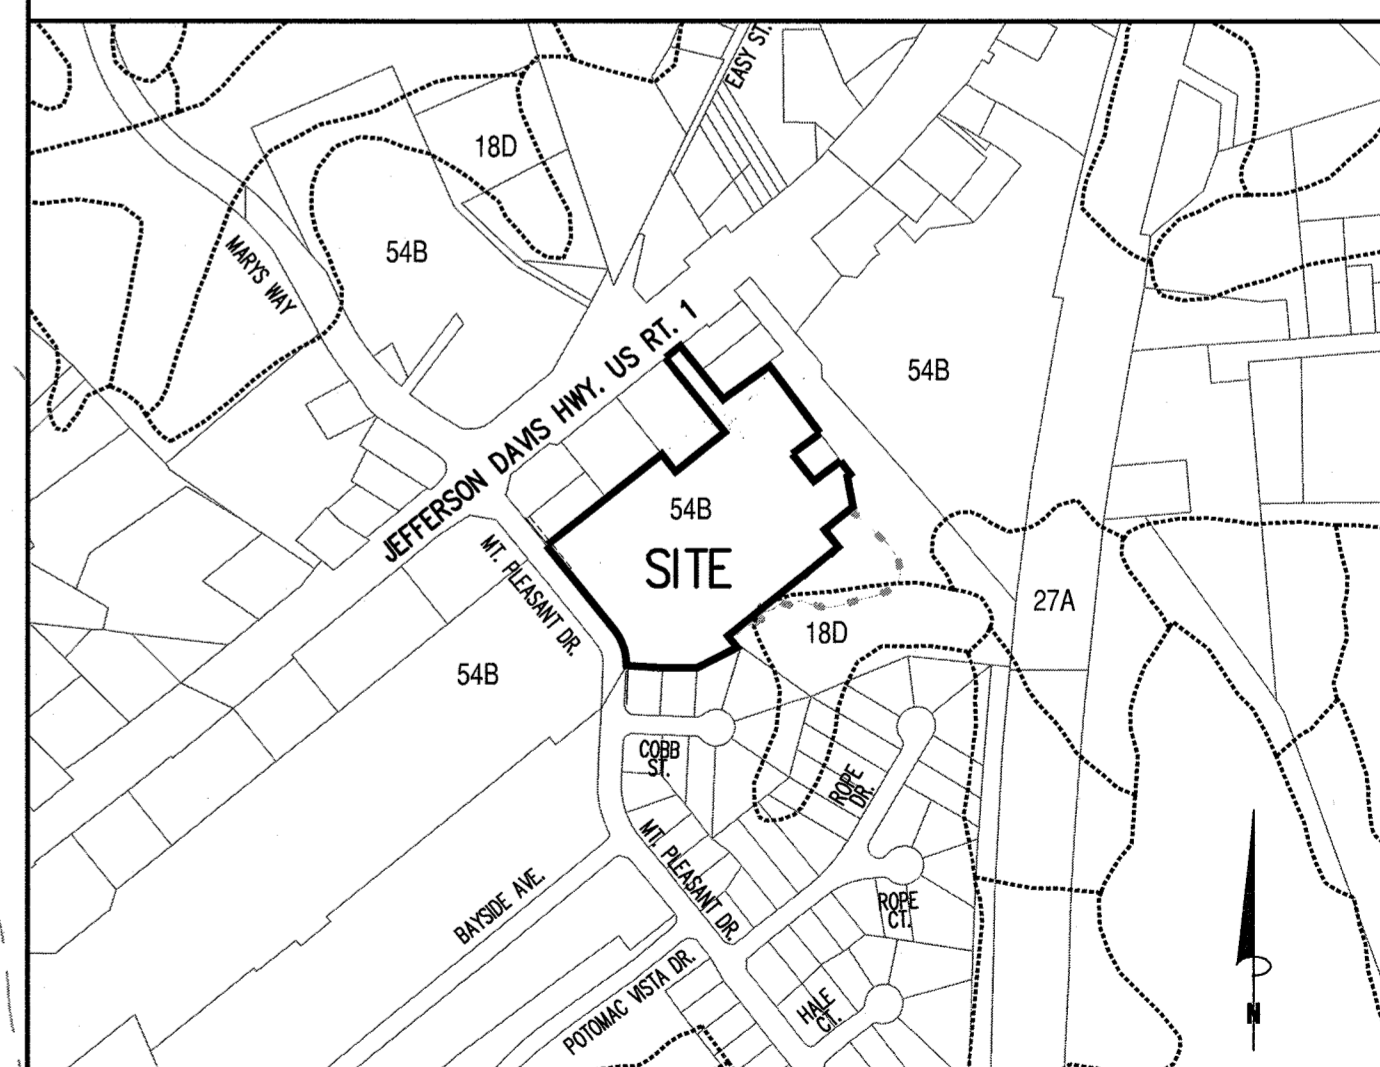 EASY ST.
18D
54B
MARYS WAY
JEFFERSON DAVIS HWY. US RT. 1
54B
54B
SITE
MT. PLEASANT DR.
27A
18D
54B
COBB
ST.
ROPE
DR.
MT. PLEASANT DR.
BAYSIDE AVE.
ROPE
CT.
POTOMAC VISTA DR.
HALE
CT.
N